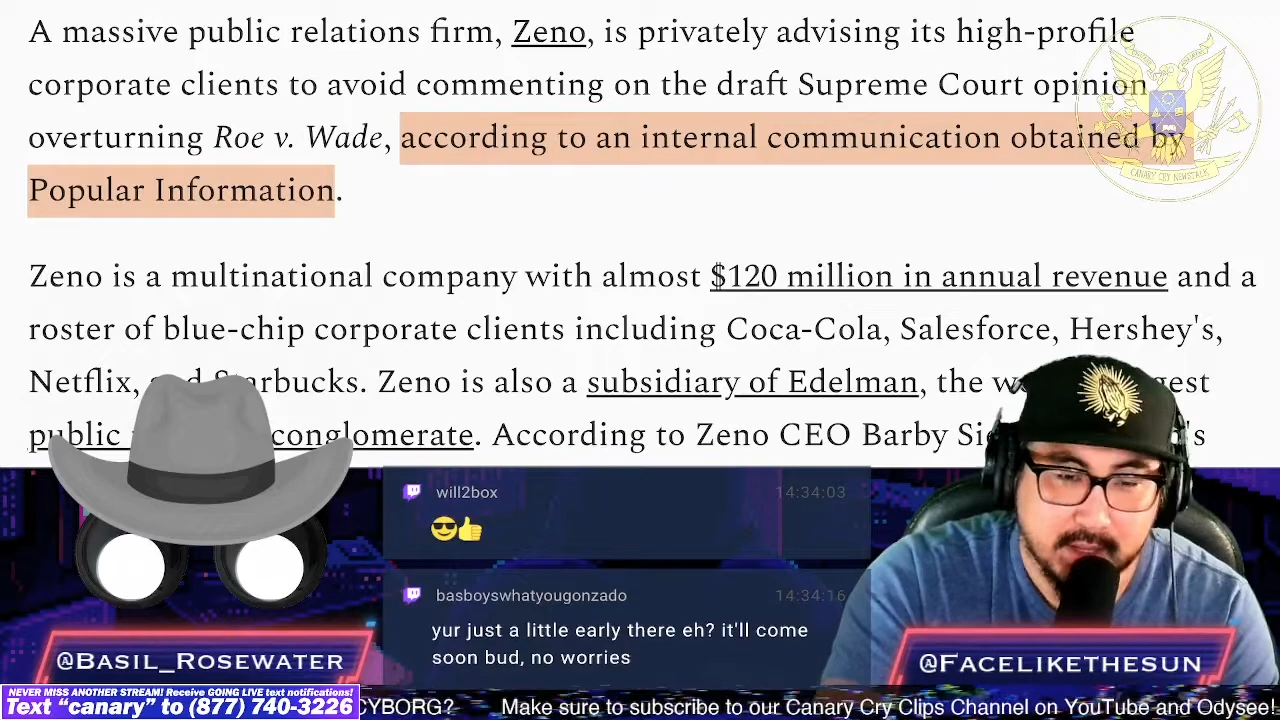 A massive public relations firm, Zeno, is privately advising its high-profile
corporate clients to avoid commenting on the draft Supreme Court opinion
overturning Roe v. Wade, according to an internal communication obtained by
Popular Information.
CANARY CRY NEWSTALK
Zeno is a multinational company with almost $120 million in annual revenue and a
roster of blue-chip corporate clients including Coca-Cola, Salesforce, Hershey's,
Netflix, Starbucks. Zeno is also a subsidiary of Edelman, the
public conglomerate. According to Zeno CEO Barby
will2box 14:34:03
😎👍
basboyswhatyougonzado 14:34:16
yur just a little early there eh? it'll come
soon bud, no worries
@BASIL_ROSEWATER
@FACELIKETHESUN
NEVER MISS ANOTHER STREAM! Receive GOING LIVE text notifications!
Text “canary” to (877) 740-3226
CYBORG? Make sure to subscribe to our Canary Cry Clips Channel on YouTube and Odysee!